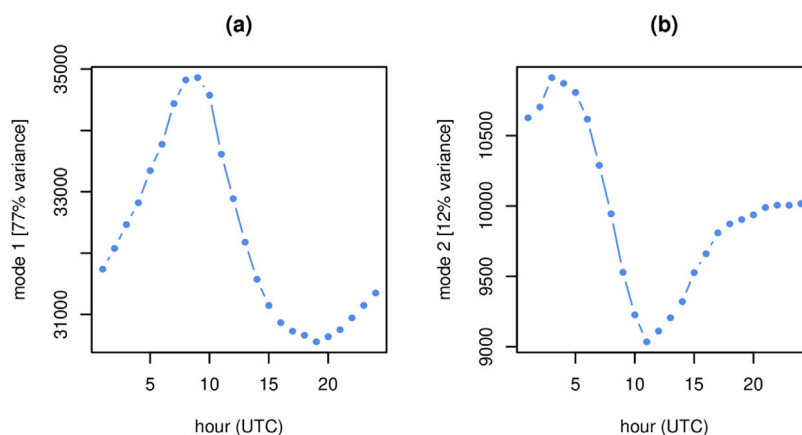 (a)
mode 1 [77% variance]
35000
33000
31000
5 10 15 20
hour (UTC)
(b)
mode 2 [12% variance]
10500
10000
9500
9000
5 10 15 20
hour (UTC)